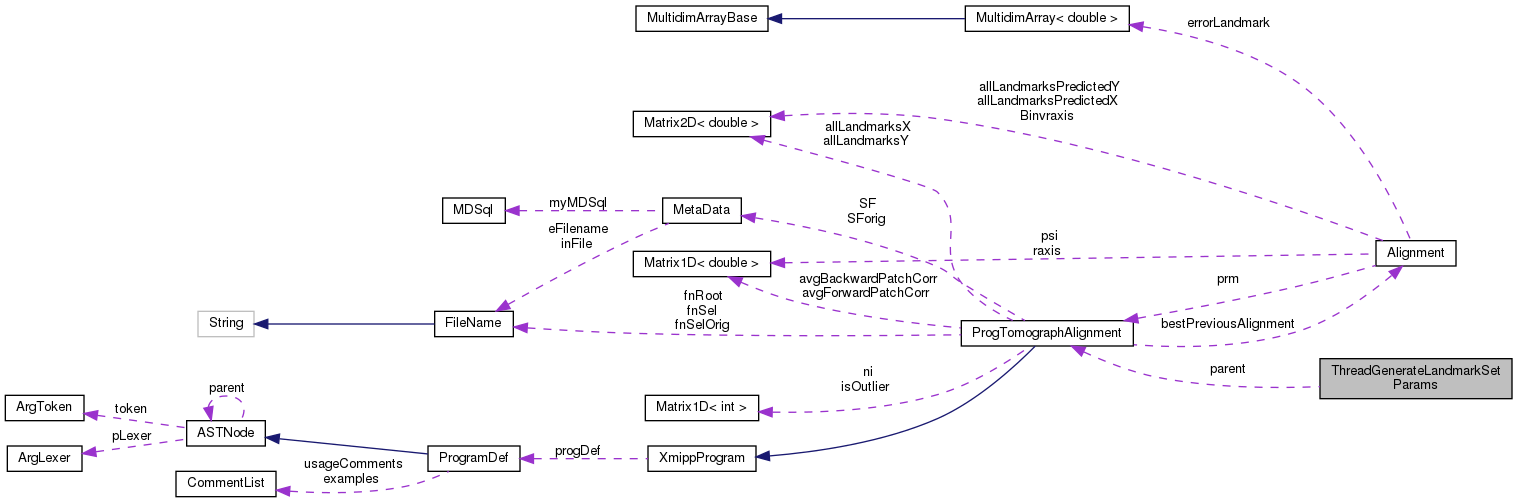 MultidimArrayBase
MultidimArray< double >
errorLandmark
allLandmarksPredictedY
allLandmarksPredictedX
Binvraxis
Matrix2D< double >
allLandmarksX
allLandmarksY
MDSql
myMDSql
MetaData
SF
SForig
eFilename
inFile
psi
raxis
Alignment
Matrix1D< double >
avgBackwardPatchCorr
avgForwardPatchCorr
prm
fnRoot
fnSel
fnSelOrig
String
FileName
ProgTomographAlignment
bestPreviousAlignment
parent
ThreadGenerateLandmarkSet
Params
ni
isOutlier
parent
ArgToken
token
Matrix1D< int >
ASTNode
pLexer
ArgLexer
ProgramDef
progDef
XmippProgram
usageComments
examples
CommentList